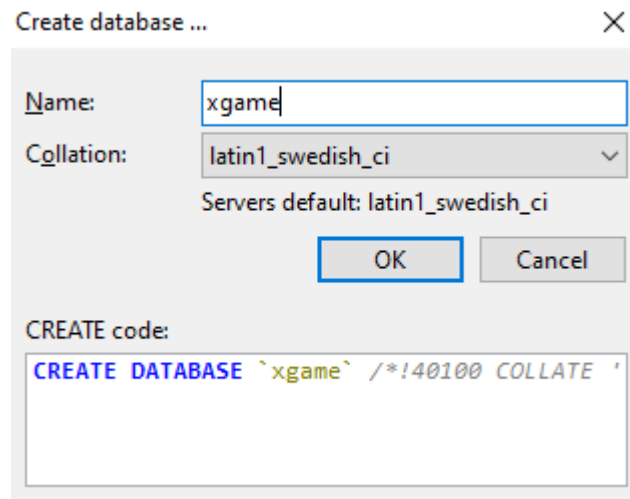 Create database ...
Name:
xgame
Collation:
latin1_swedish_ci
Servers default: latin1_swedish_ci
OK
Cancel
CREATE code:
CREATE DATABASE `xgame` /*!40100 COLLATE '